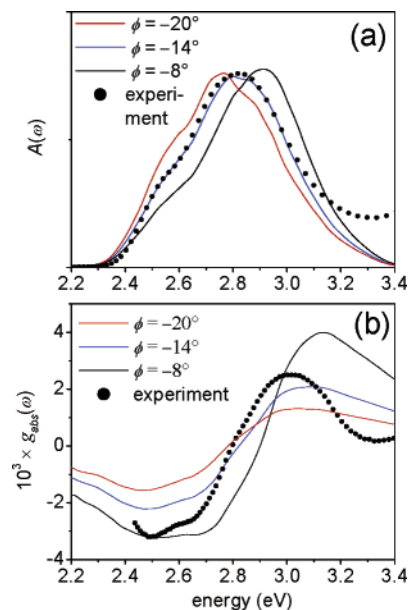 (a)
ϕ = −20°
ϕ = −14°
ϕ = −8°
experi-
ment
A(ω)
2.2 2.4 2.6 2.8 3.0 3.2 3.4
(b)
ϕ = −20°
ϕ = −14°
ϕ = −8°
experiment
10³ × g_abs(ω)
4
2
0
-2
-4
2.2 2.4 2.6 2.8 3.0 3.2 3.4
energy (eV)